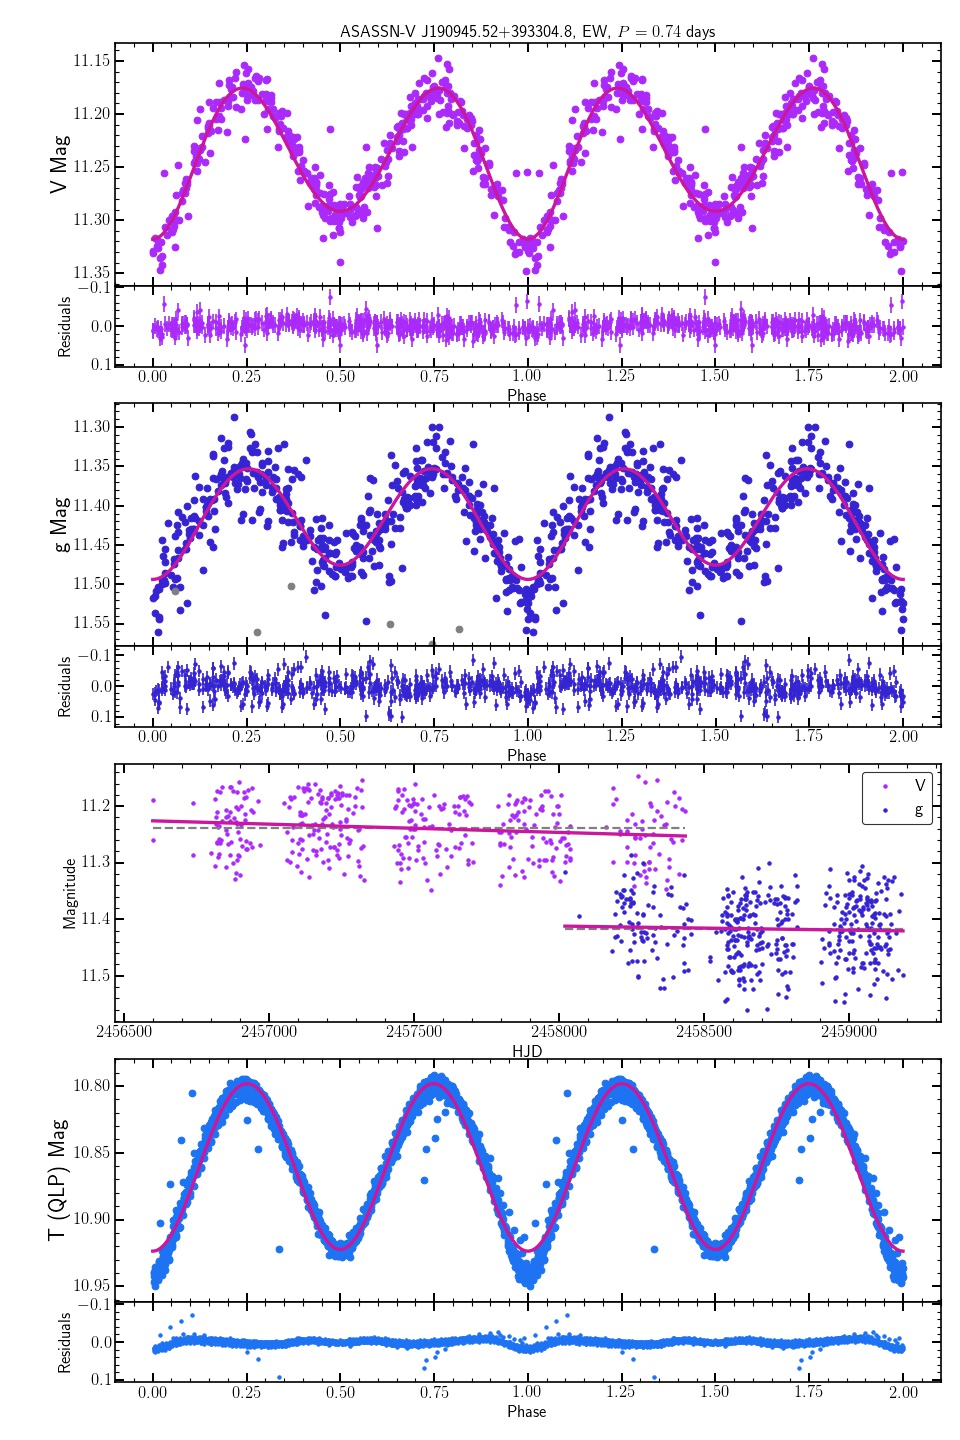 ASASSN-V J190945.52+393304.8, EW, P = 0.74 days
V Mag
11.15
11.20
11.25
11.30
11.35
Residuals
−0.1
0.0
0.1
0.00 0.25 0.50 0.75 1.00 1.25 1.50 1.75 2.00
Phase
g Mag
11.30
11.35
11.40
11.45
11.50
11.55
Residuals
−0.1
0.0
0.1
0.00 0.25 0.50 0.75 1.00 1.25 1.50 1.75 2.00
Phase
Magnitude
11.2
11.3
11.4
11.5
V
g
2456500 2457000 2457500 2458000 2458500 2459000
HJD
T (QLP) Mag
10.80
10.85
10.90
10.95
Residuals
−0.1
0.0
0.1
0.00 0.25 0.50 0.75 1.00 1.25 1.50 1.75 2.00
Phase